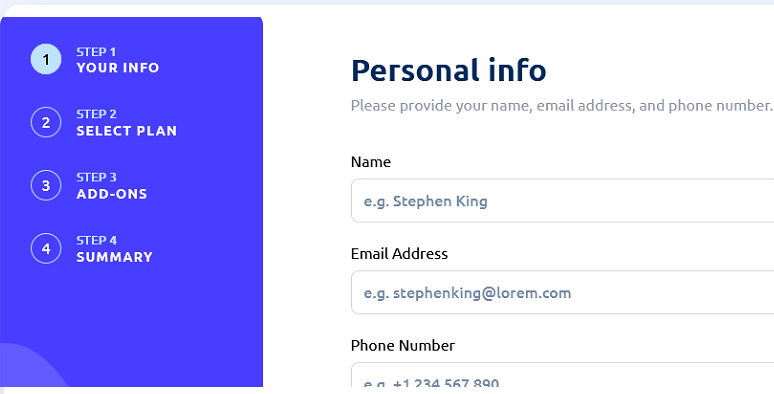 1
STEP 1
YOUR INFO
2
STEP 2
SELECT PLAN
3
STEP 3
ADD-ONS
4
STEP 4
SUMMARY
Personal info
Please provide your name, email address, and phone number.
Name
e.g. Stephen King
Email Address
e.g. stephenking@lorem.com
Phone Number
e.g. +1 234 567 890